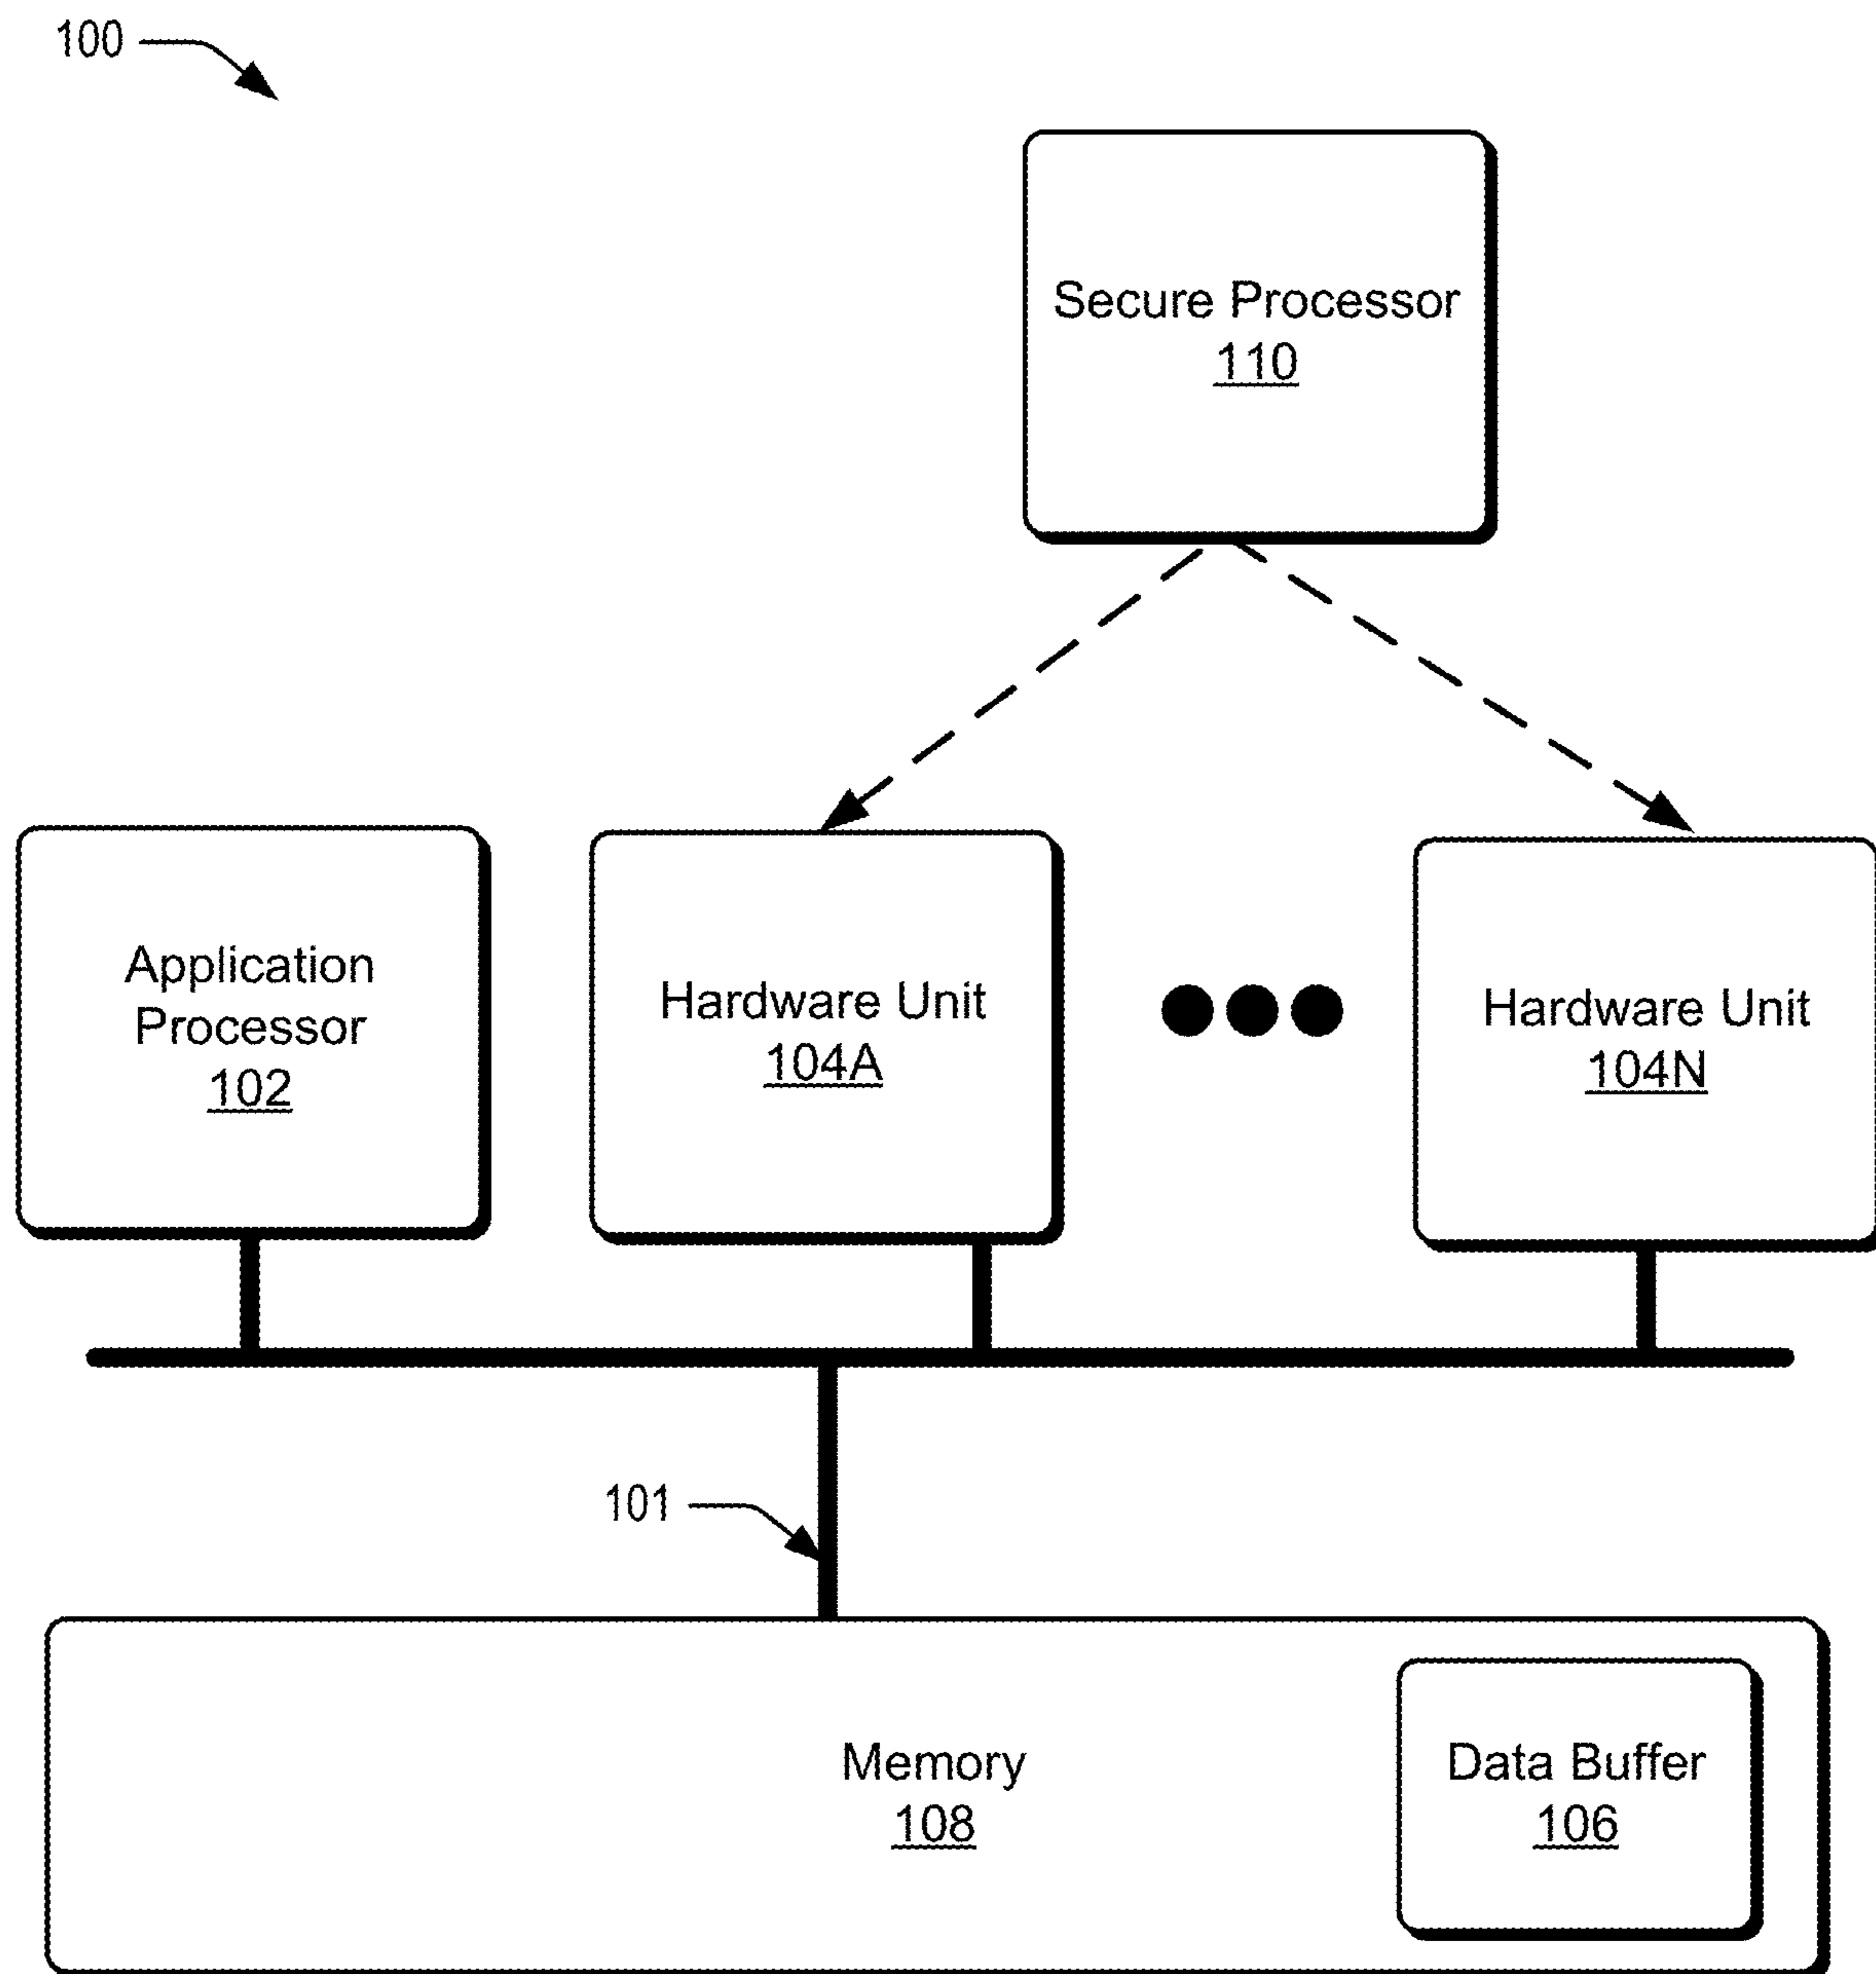 100
Secure Processor
110
Application
Processor
102
Hardware Unit
104A
Hardware Unit
104N
101
Memory
108
Data Buffer
106